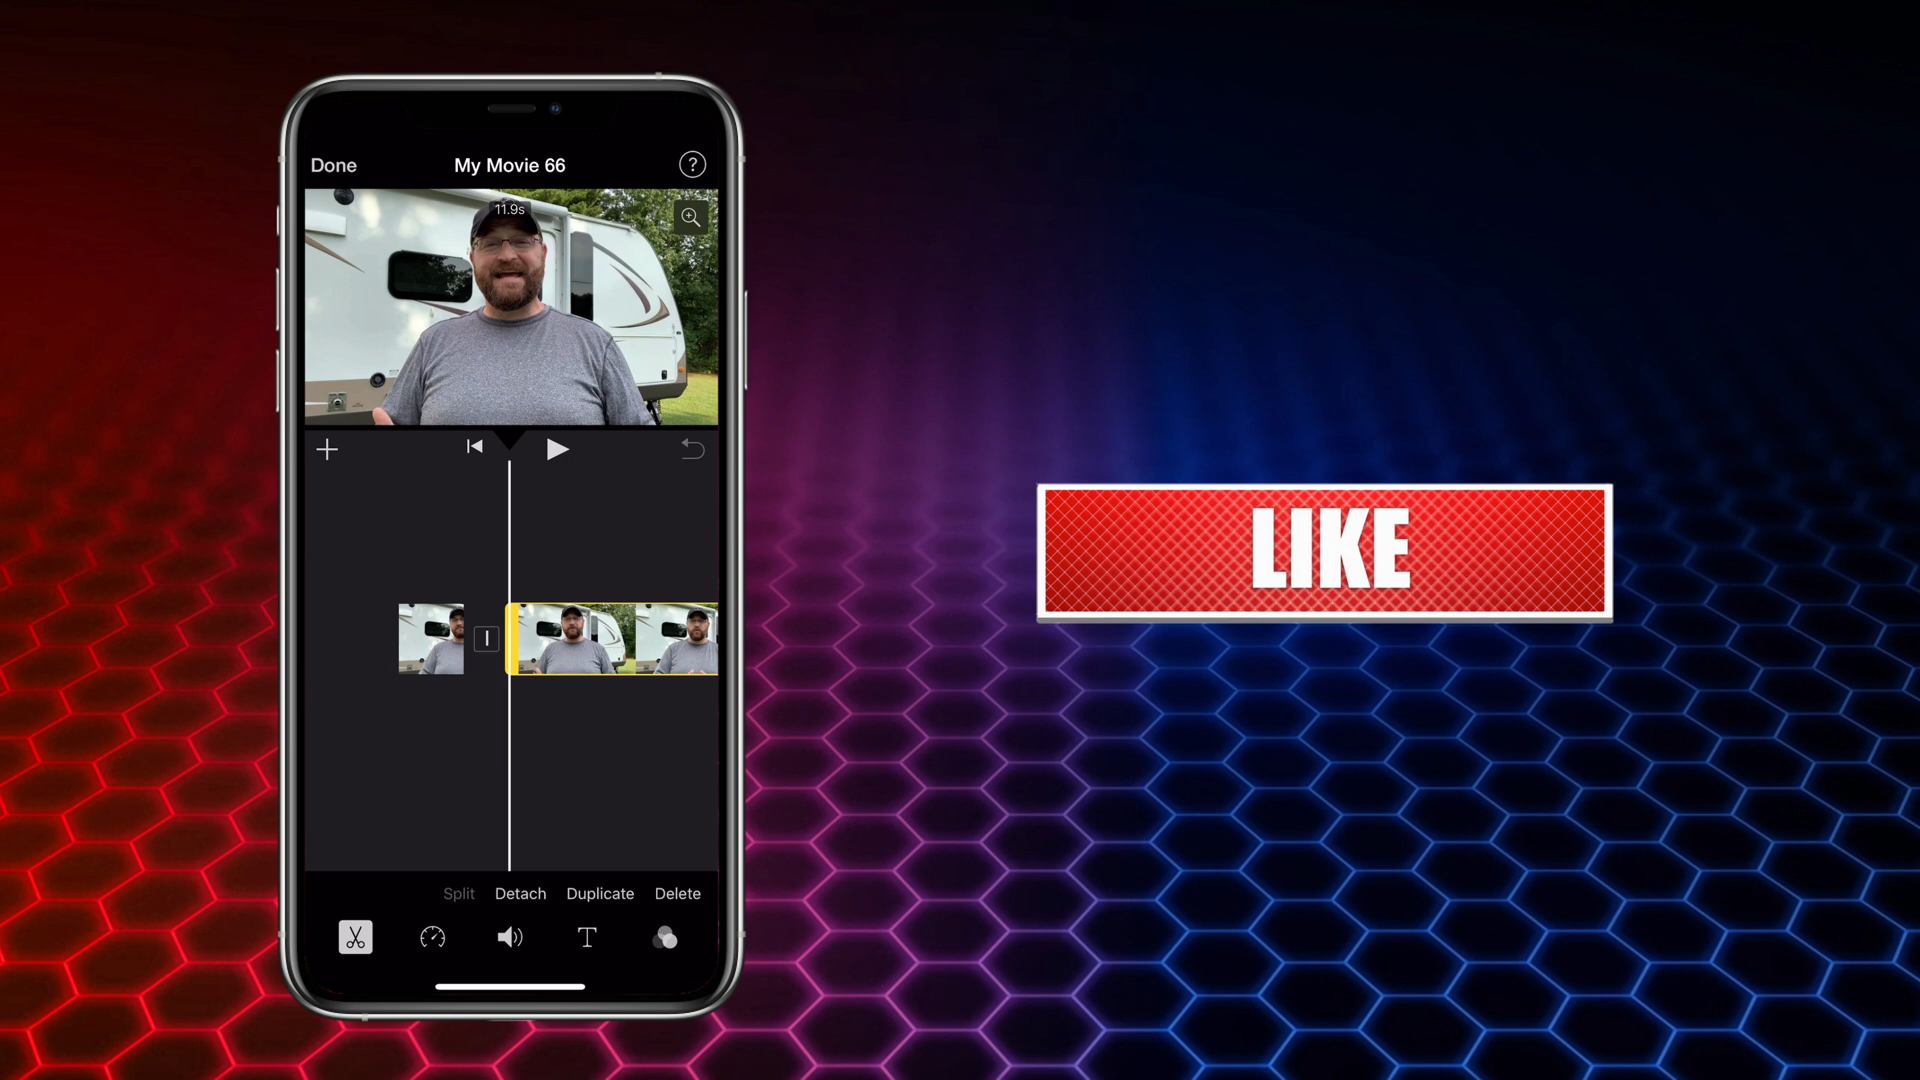 Done
My Movie 66
?
11.9s
Split
Detach
Duplicate
Delete
T
LIKE